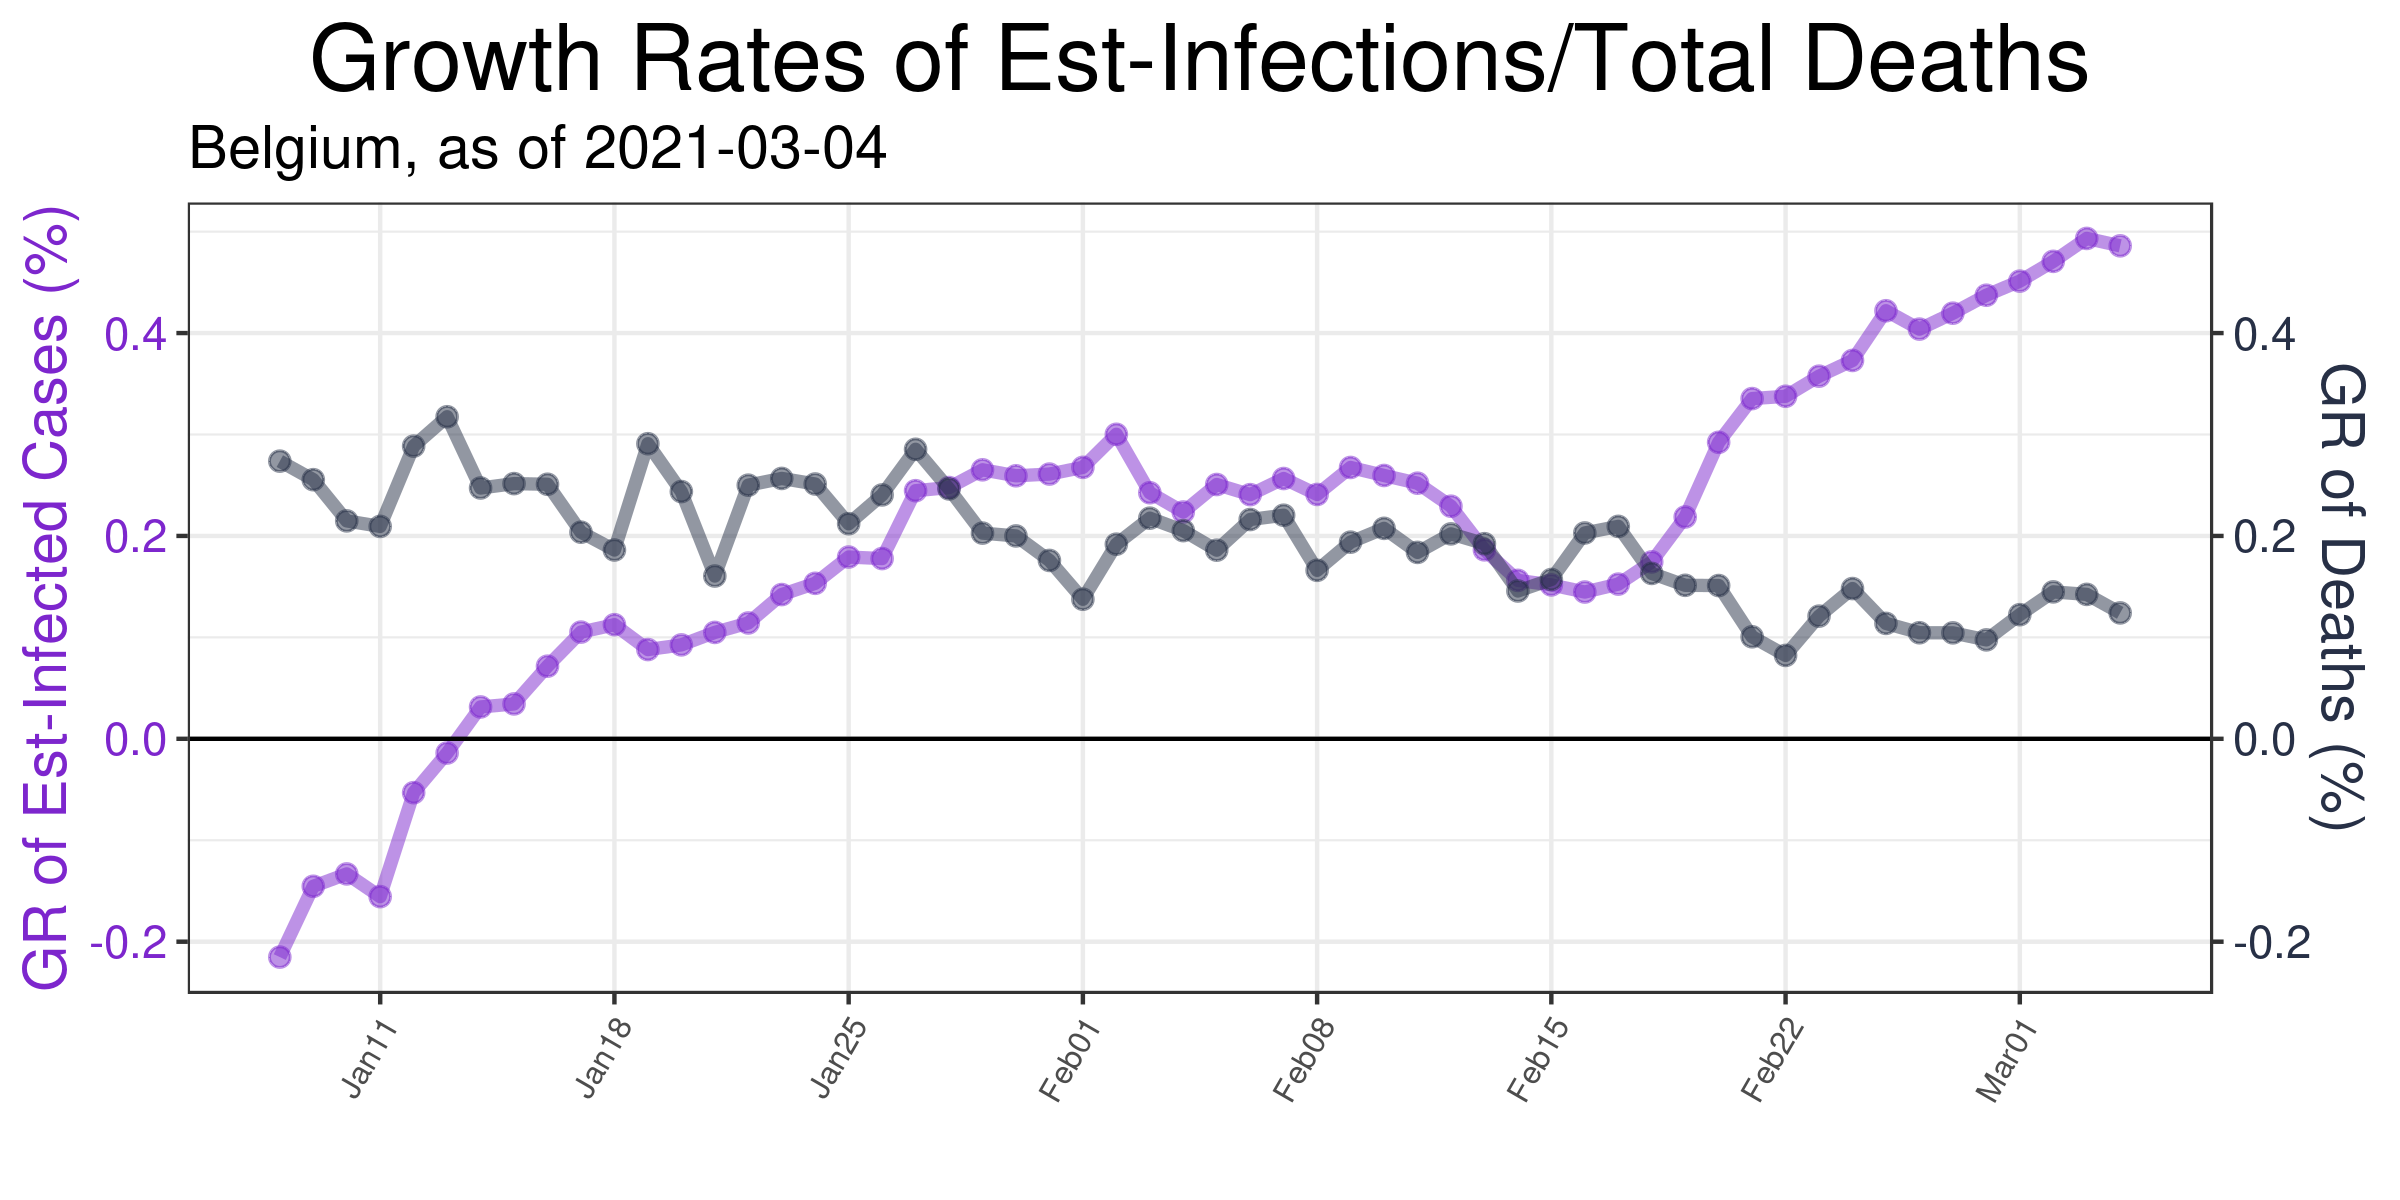 Growth Rates of Est-Infections/Total Deaths
Belgium, as of 2021-03-04
GR of Est-Infected Cases (%)
0.4
0.2
0.0
-0.2
0.4
0.2
0.0
-0.2
GR of Deaths (%)
Jan11
Jan18
Jan25
Feb01
Feb08
Feb15
Feb22
Mar01